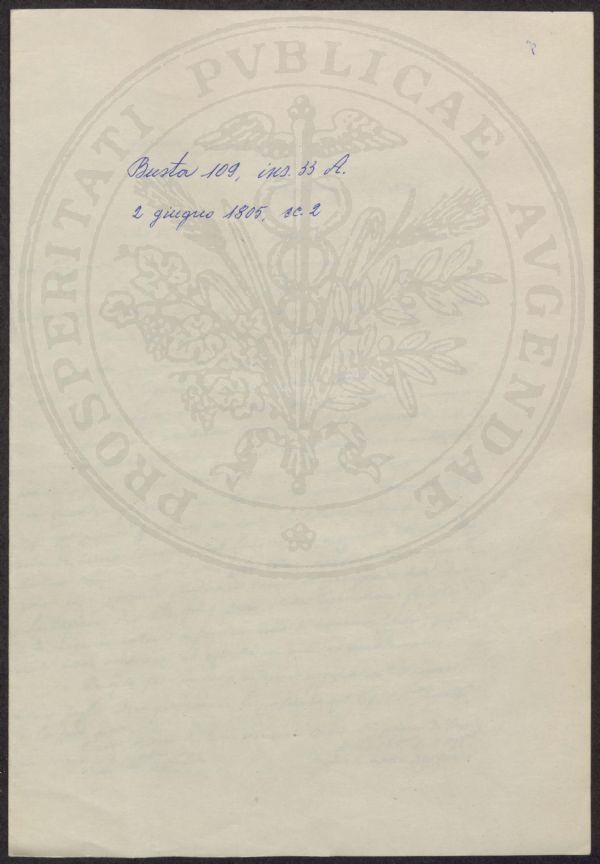 Busta 109, ins. 33 A.
2 giugno 1805, cc. 2
PROSPERITATI PVBLICAE AVGENDAE